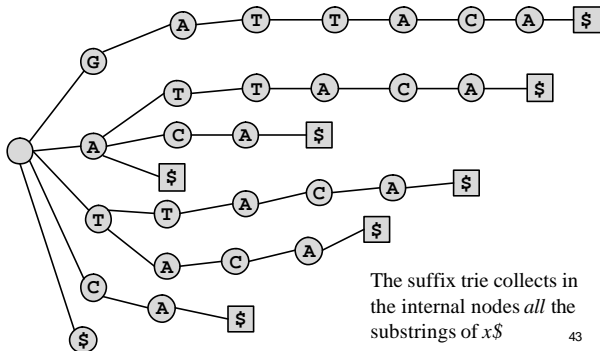 G A T T A C A $
A T T A C A $
C A $
$
T T A C A $
A C A $
C A $
$
The suffix trie collects in
the internal nodes all the
substrings of x$
43